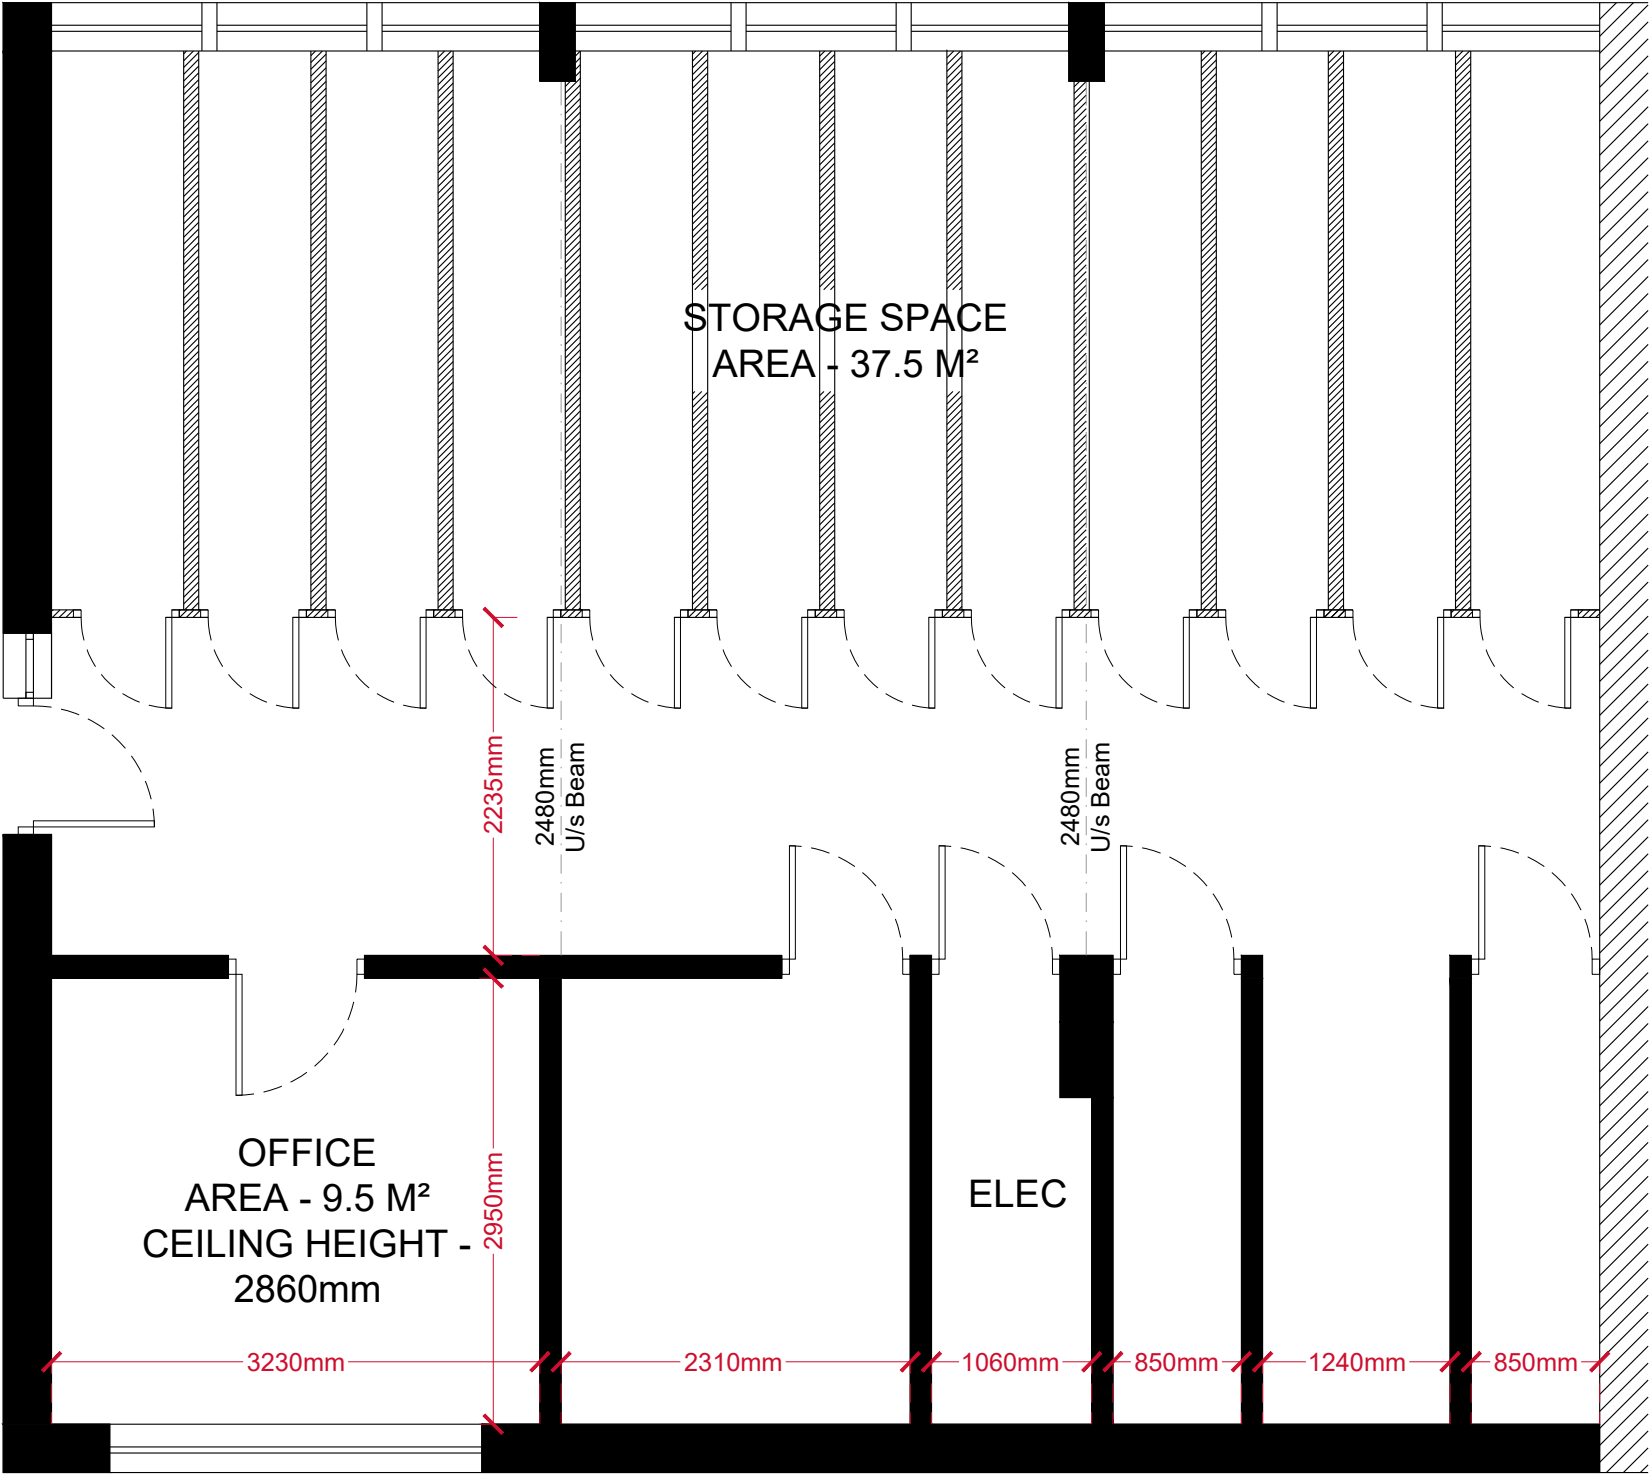 STORAGE SPACE
AREA - 37.5 M²
2235mm
2480mm
U/s Beam
2480mm
U/s Beam
OFFICE
AREA - 9.5 M²
CEILING HEIGHT -
2860mm
2950mm
ELEC
3230mm
2310mm
1060mm
850mm
1240mm
850mm